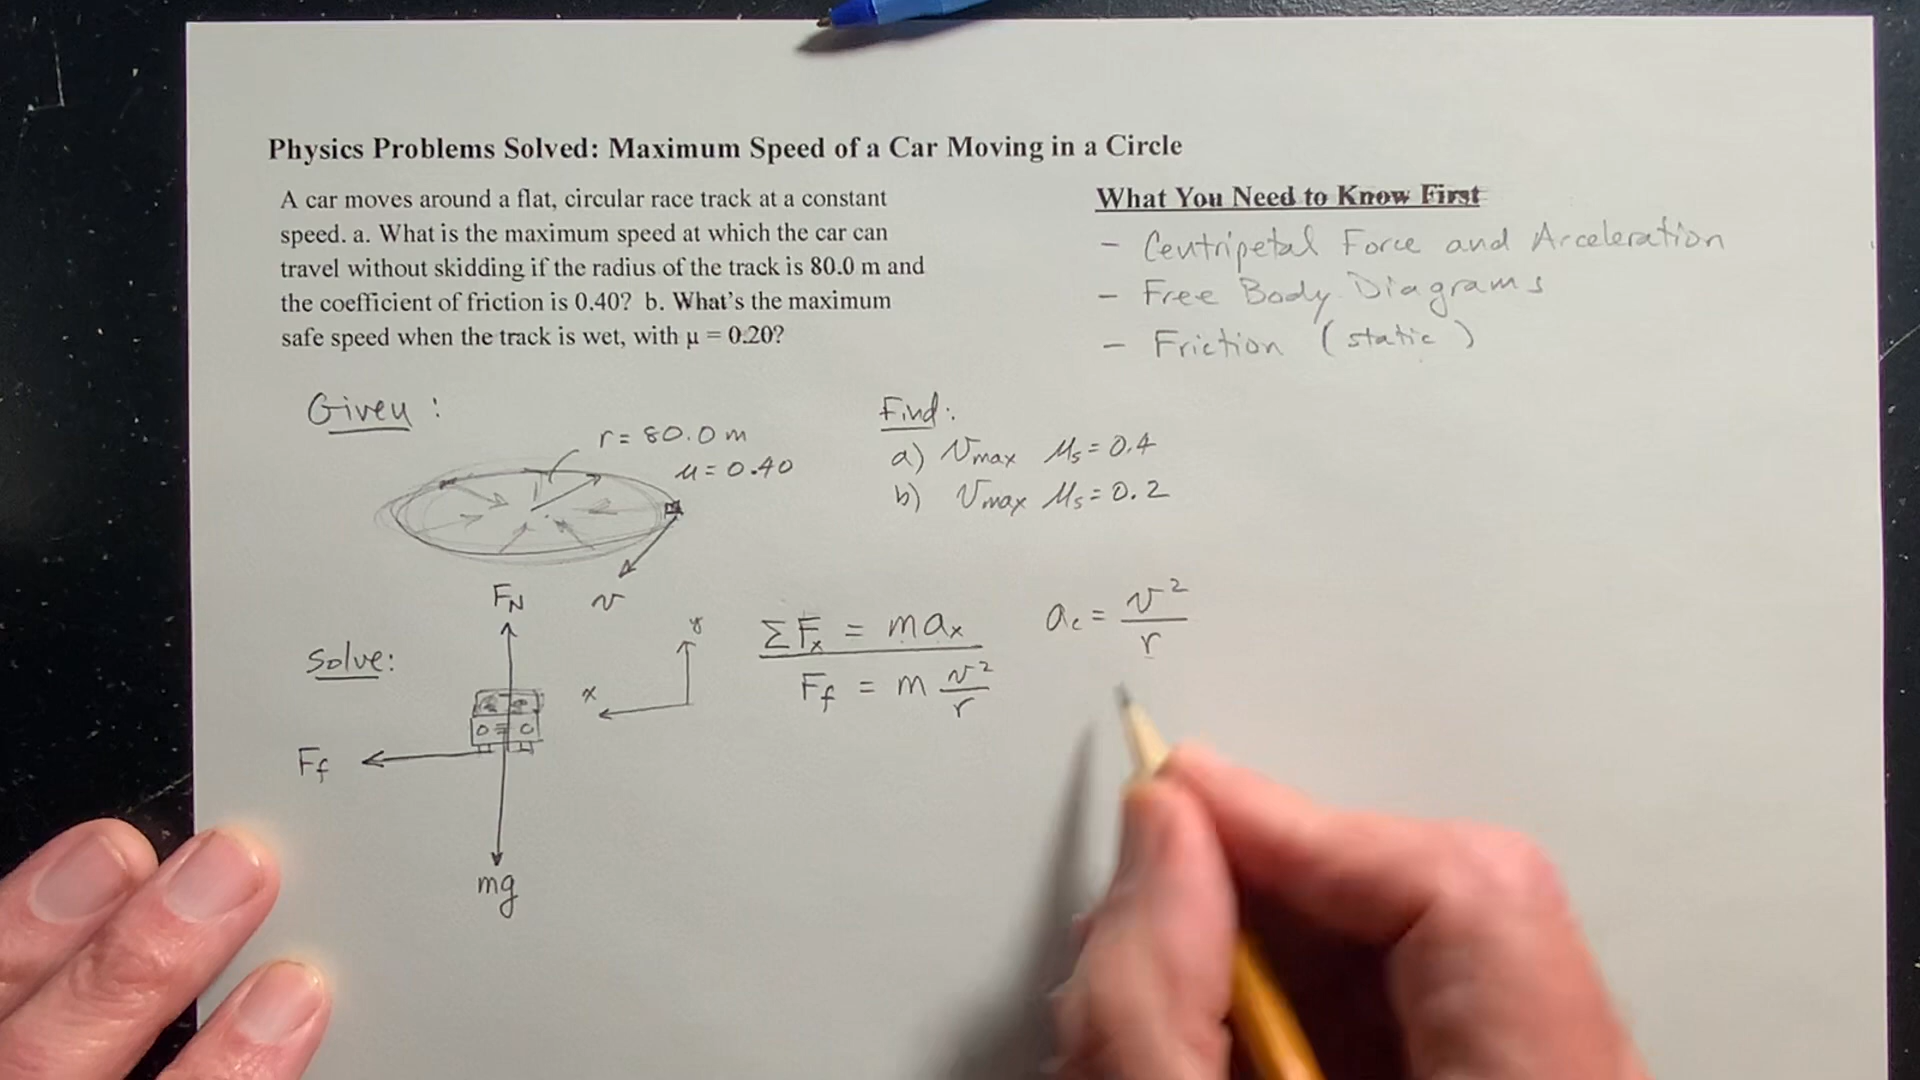 Physics Problems Solved: Maximum Speed of a Car Moving in a Circle
A car moves around a flat, circular race track at a constant
speed. a. What is the maximum speed at which the car can
travel without skidding if the radius of the track is 80.0 m and
the coefficient of friction is 0.40? b. What's the maximum
safe speed when the track is wet, with μ = 0.20?
What You Need to Know First
- Centripetal Force and Acceleration
- Free Body Diagrams
- Friction (static)
Given:
r = 80.0 m
μ = 0.40
v
Find:
a) vmax μs = 0.4
b) vmax μs = 0.2
Solve:
FN
Ff
mg
y
x
ΣFx = max
Ff = m v²/r
ac = v²/r